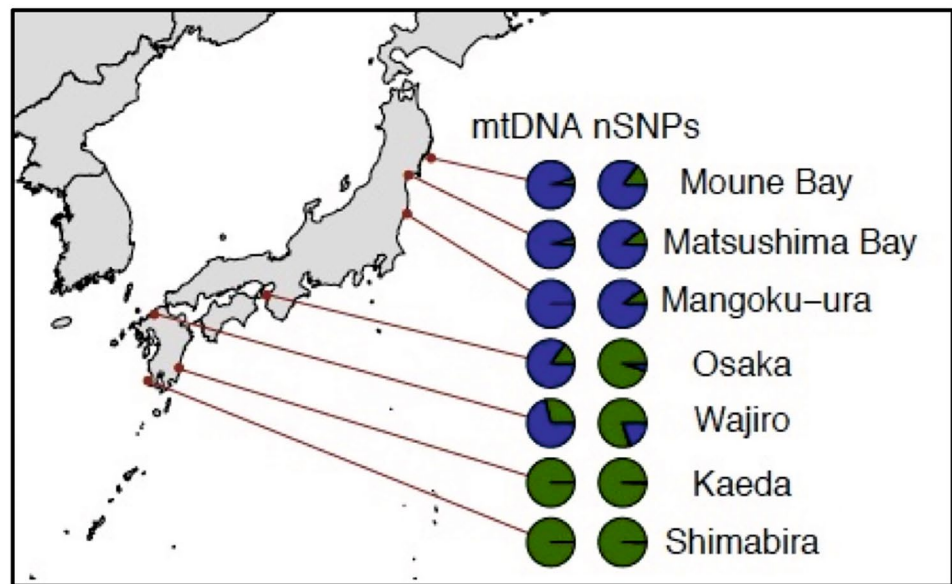 mtDNA nSNPs
Moune Bay
Matsushima Bay
Mangoku–ura
Osaka
Wajiro
Kaeda
Shimabira